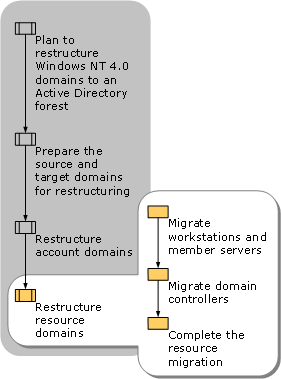 Plan to
restructure
Windows NT 4.0
domains to an
Active Directory
forest
Prepare the
source and
target domains
for restructuring
Restructure
account domains
Restructure
resource
domains
Migrate
workstations and
member servers
Migrate domain
controllers
Complete the
resource
migration